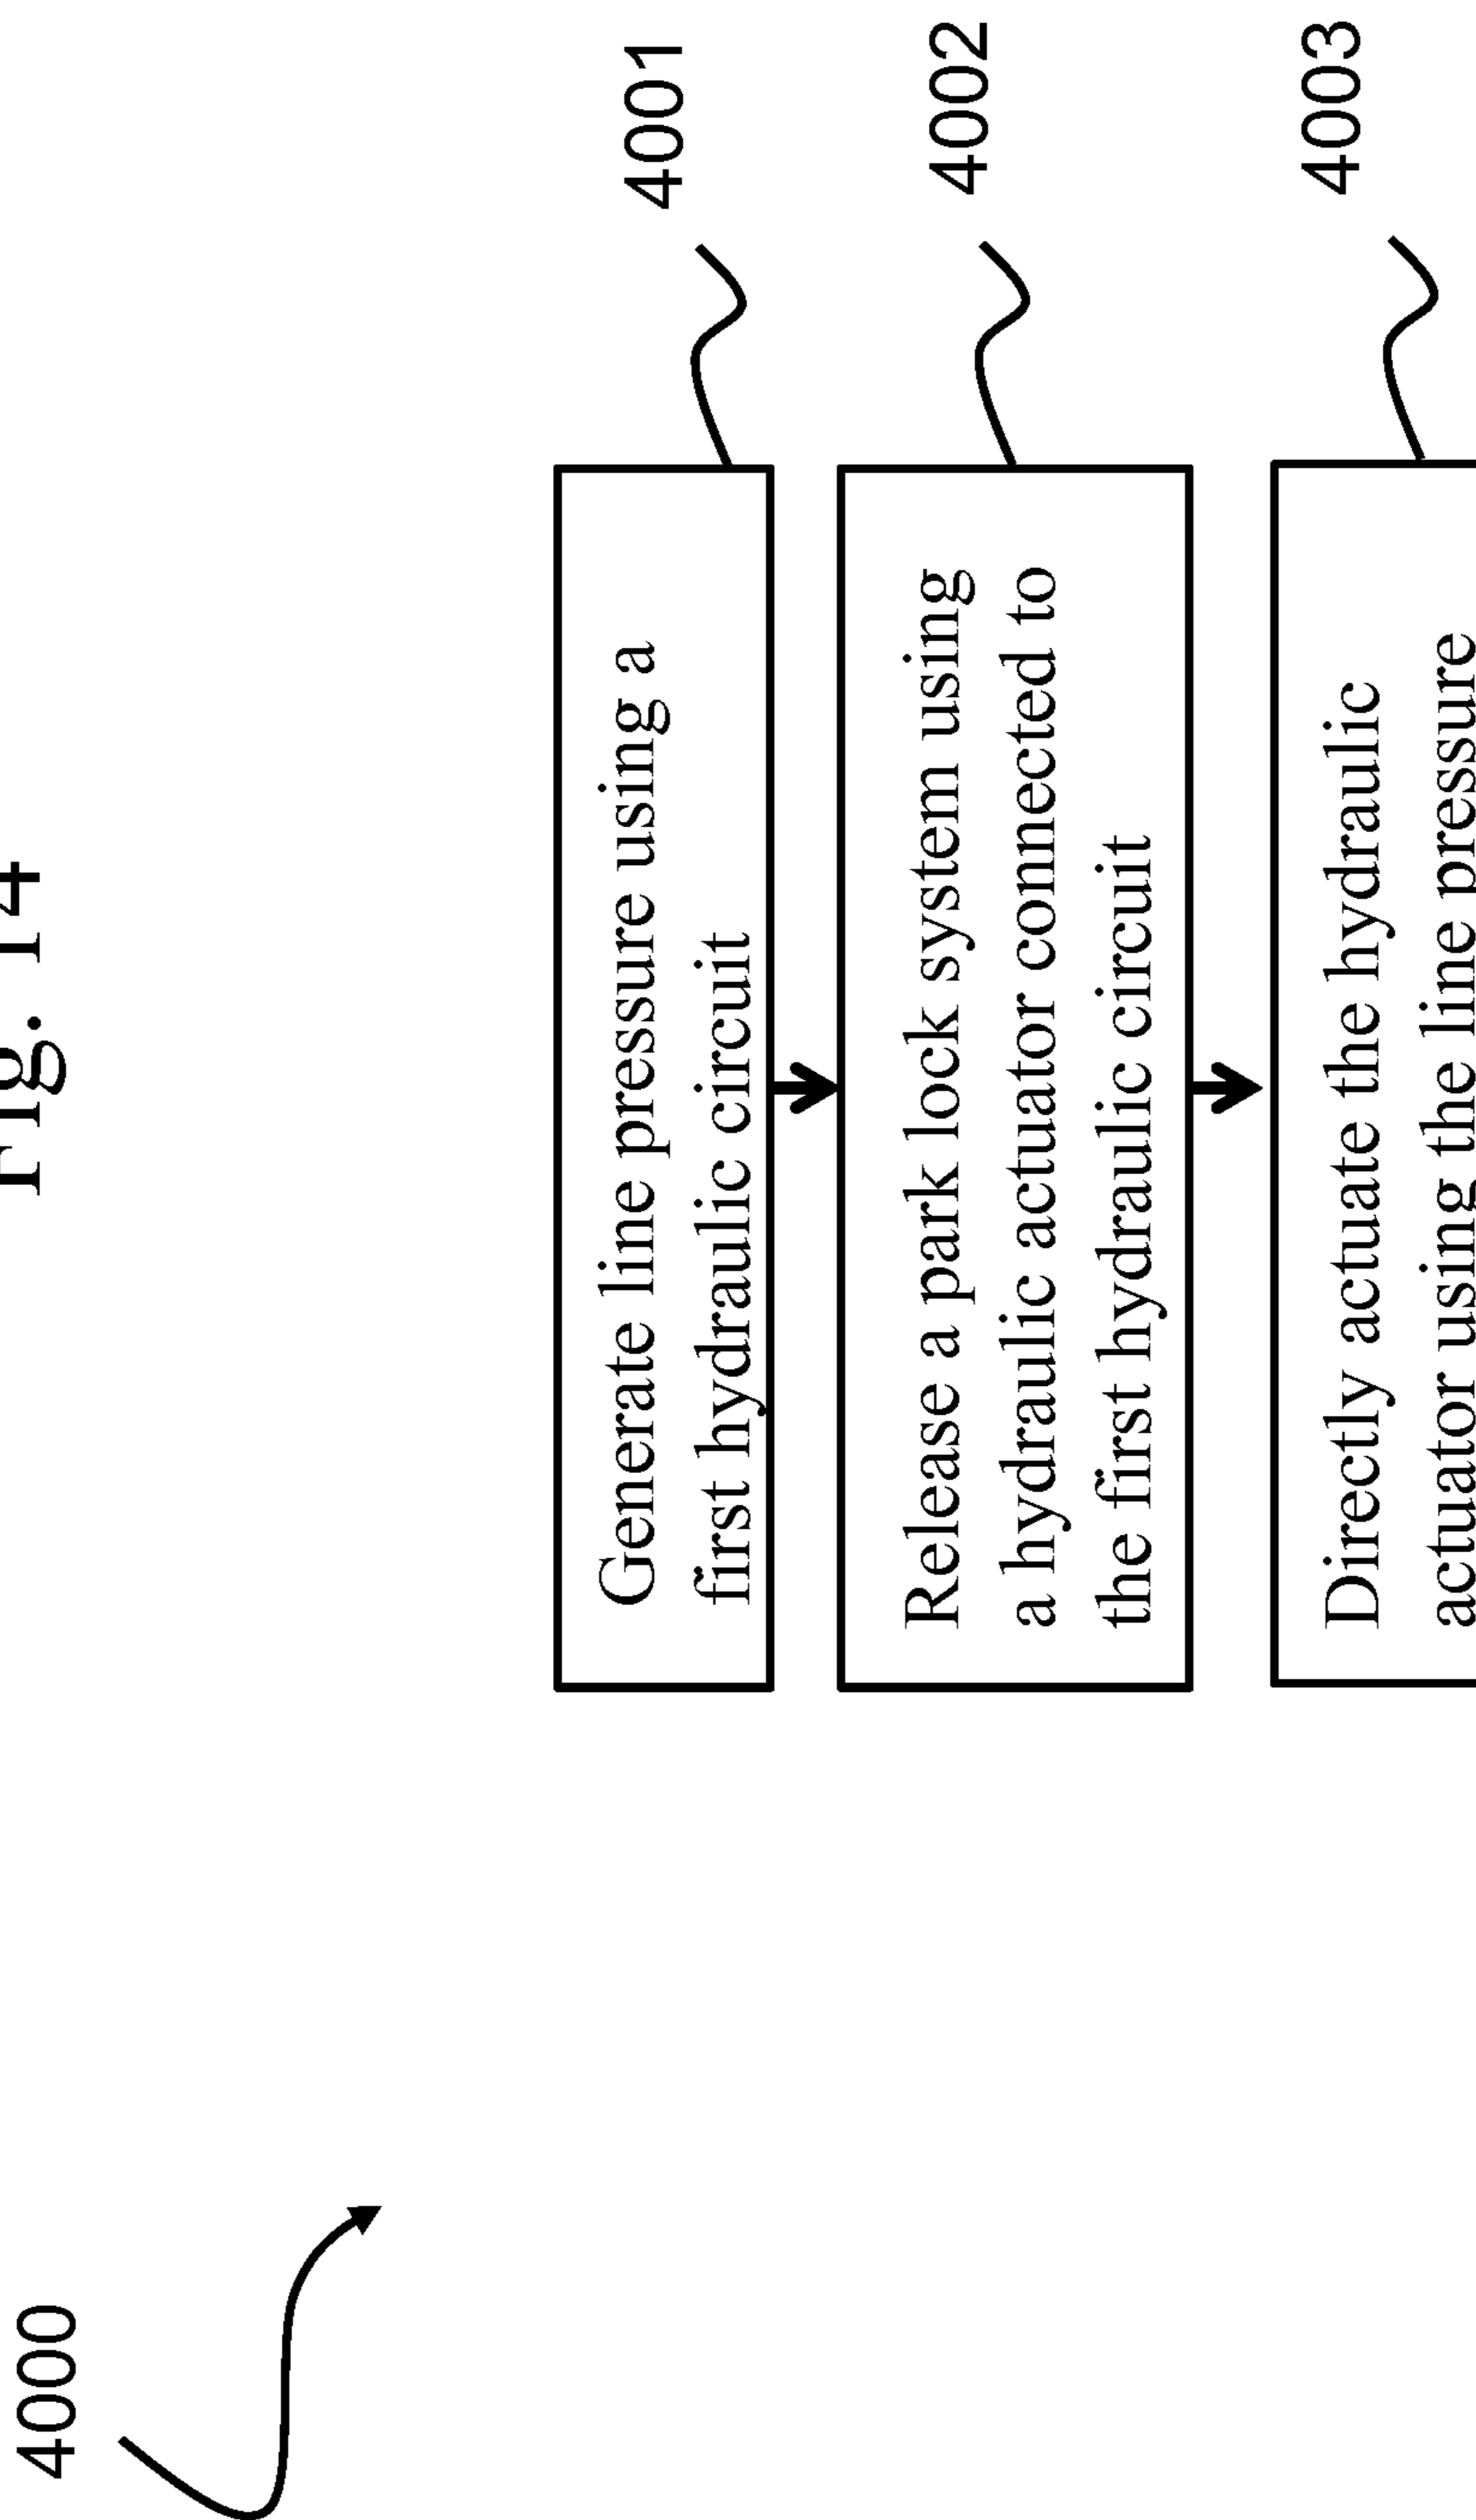 Fig. 14
4000
Generate line pressure using a
first hydraulic circuit
4001
Release a park lock system using
a hydraulic actuator connected to
the first hydraulic circuit
4002
Directly actuate the hydraulic
actuator using the line pressure
4003